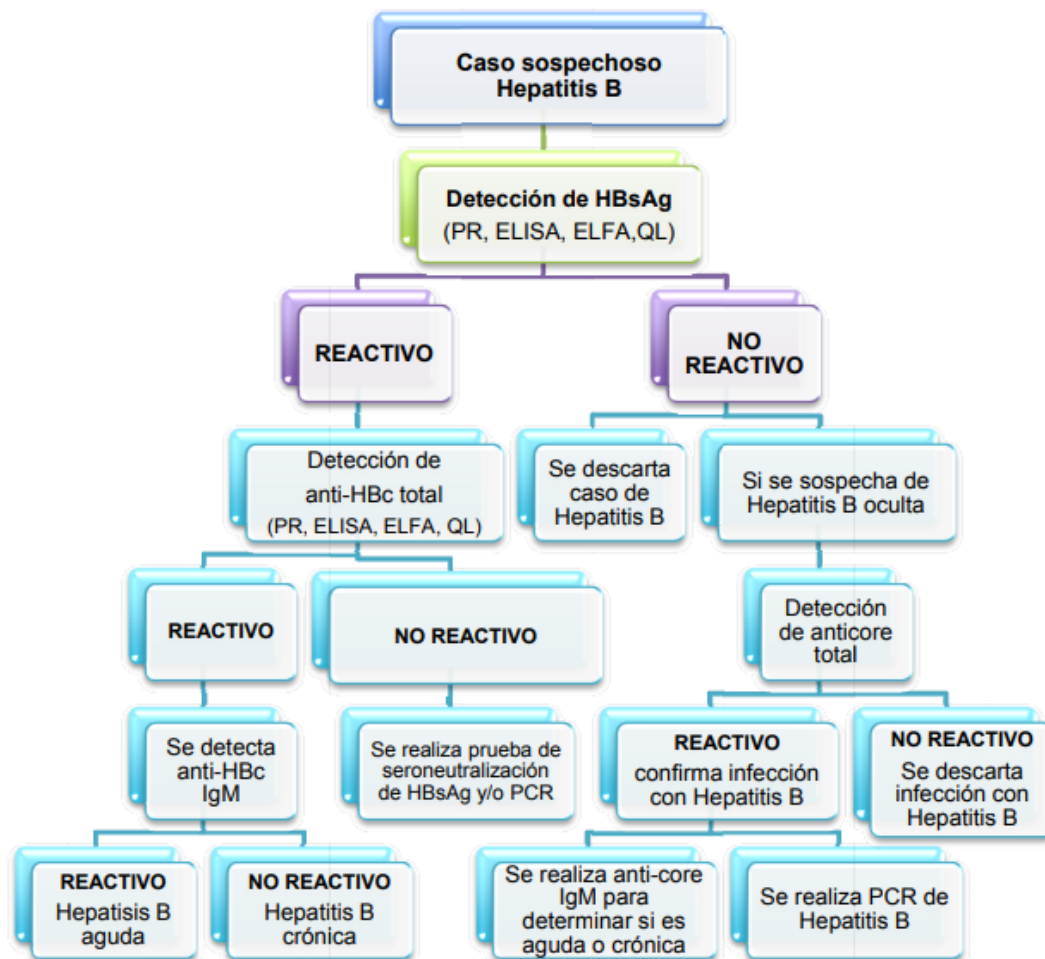 Caso sospechoso
Hepatitis B
Detección de HBsAg
(PR, ELISA, ELFA,QL)
REACTIVO
NO
REACTIVO
Detección de
anti-HBc total
(PR, ELISA, ELFA, QL)
Se descarta
caso de
Hepatitis B
Si se sospecha de
Hepatitis B oculta
REACTIVO
NO REACTIVO
Detección
de anticore
total
Se detecta
anti-HBc
IgM
Se realiza prueba de
seroneutralización
de HBsAg y/o PCR
REACTIVO
confirma infección
con Hepatitis B
NO REACTIVO
Se descarta
infección con
Hepatitis B
REACTIVO
Hepatisis B
aguda
NO REACTIVO
Hepatitis B
crónica
Se realiza anti-core
IgM para
determinar si es
aguda o crónica
Se realiza PCR de
Hepatitis B